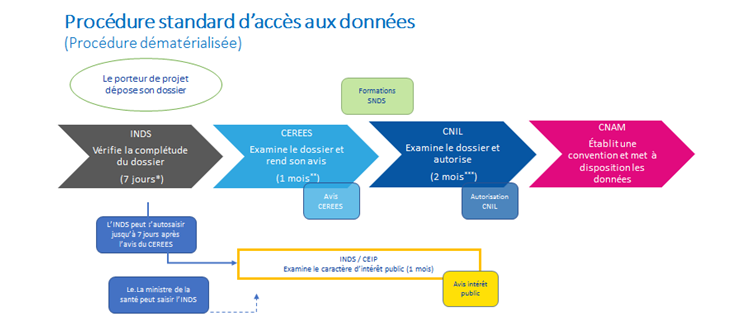 Procédure standard d'accès aux données
(Procédure dématérialisée)
Le porteur de projet
dépose son dossier
Formations
SNDS
INDS
Vérifie la complétude
du dossier
(7 jours*)
CEREES
Examine le dossier et
rend son avis
(1 mois**)
CNIL
Examine le dossier et
autorise
(2 mois***)
CNAM
Établit une
convention et met à
disposition les
données
Avis
CEREES
Autorisation
CNIL
L'INDS peut s'autosaisir
jusqu'à 7 jours après
l'avis du CEREES
INDS / CEIP
Examine le caractère d'intérêt public (1 mois)
Avis intérêt
public
Le.La ministre de la
santé peut saisir l'INDS